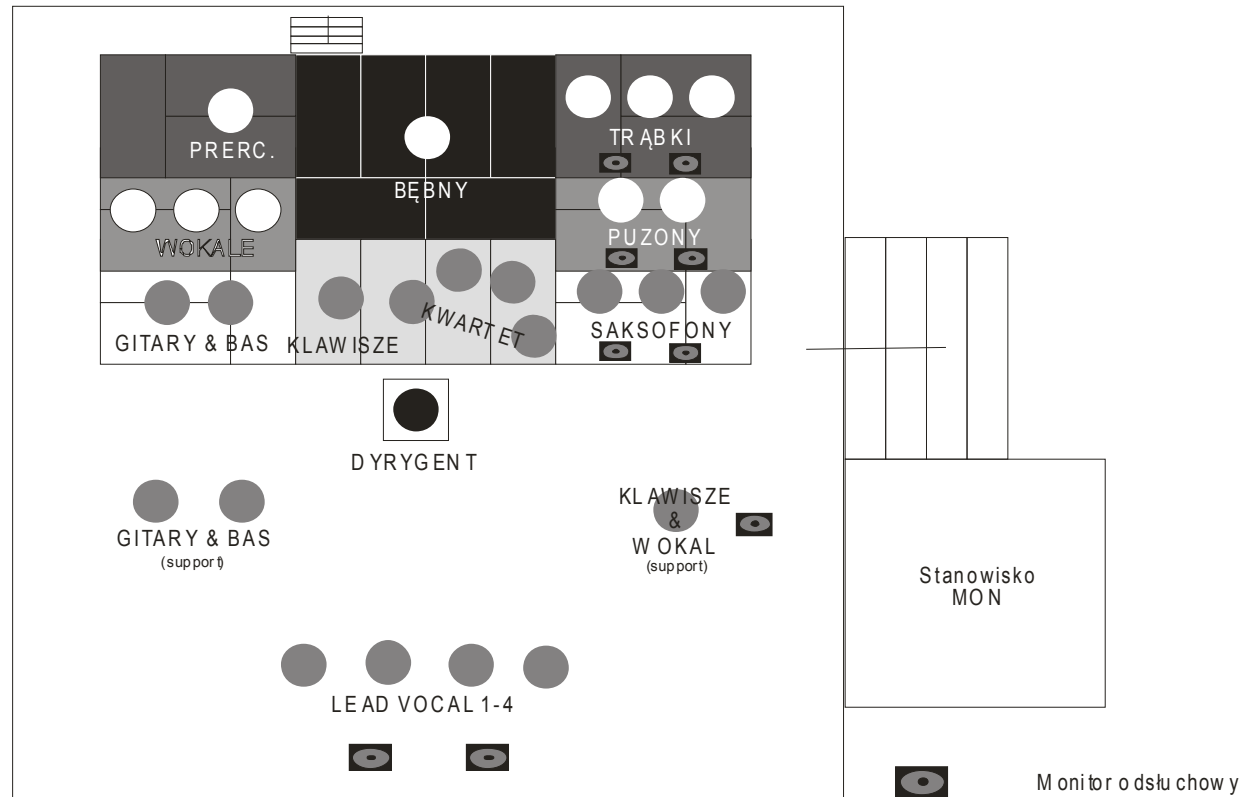 PRERC.
BĘBNY
TRĄBKI
WOKALE
PUZONY
GITARY & BAS
KLAWISZE
KWARTET
SAKSOFONY
DYRYGENT
GITARY & BAS
(support)
KLAWISZE
&
WOKAL
(support)
Stanowisko
MON
LEAD VOCAL 1-4
Monitor odsłuchowy